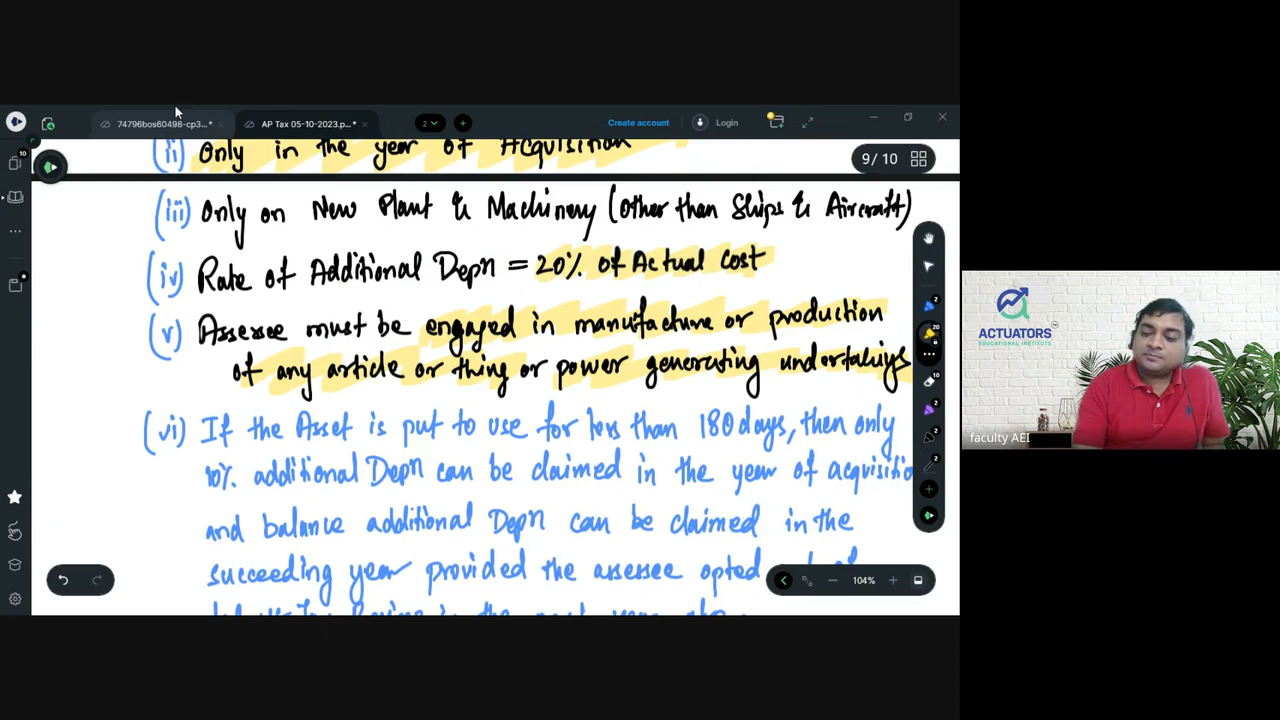 74796bos60498-cp3...*
AP Tax 05-10-2023.p...*
2
Create account
Login
(ii) Only in the year of Acquisition
9/10
(iii) Only on New Plant & Machinery (other than Ships & Aircraft)
(iv) Rate of Additional Depn = 20% of Actual Cost
(v) Assesee must be engaged in manufacture or production
of any article or thing or power generating undertakings
(vi) If the Asset is put to use for less than 180 days, then only
10% additional Depn can be claimed in the year of acquisitio
and balance additional Depn can be claimed in the
succeeding year provided the assesee opted
104%
ACTUATORS
EDUCATIONAL INSTITUTE
faculty AEI